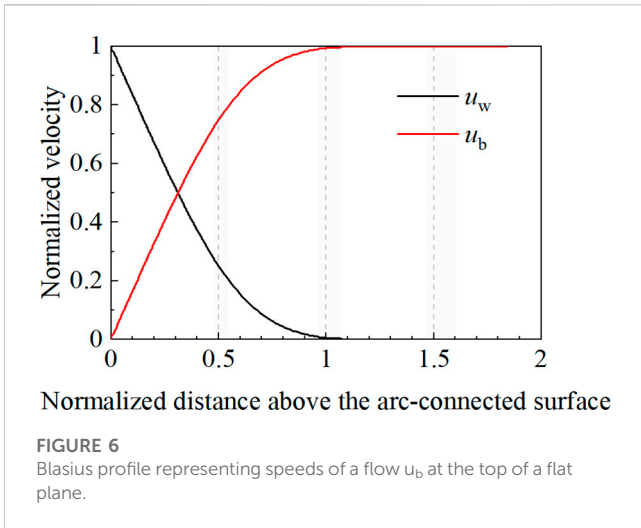 1
0.8
0.6
0.4
0.2
0
Normalized velocity
u_w
u_b
0 0.5 1 1.5 2
Normalized distance above the arc-connected surface
FIGURE 6
Blasius profile representing speeds of a flow u_b at the top of a flat
plane.